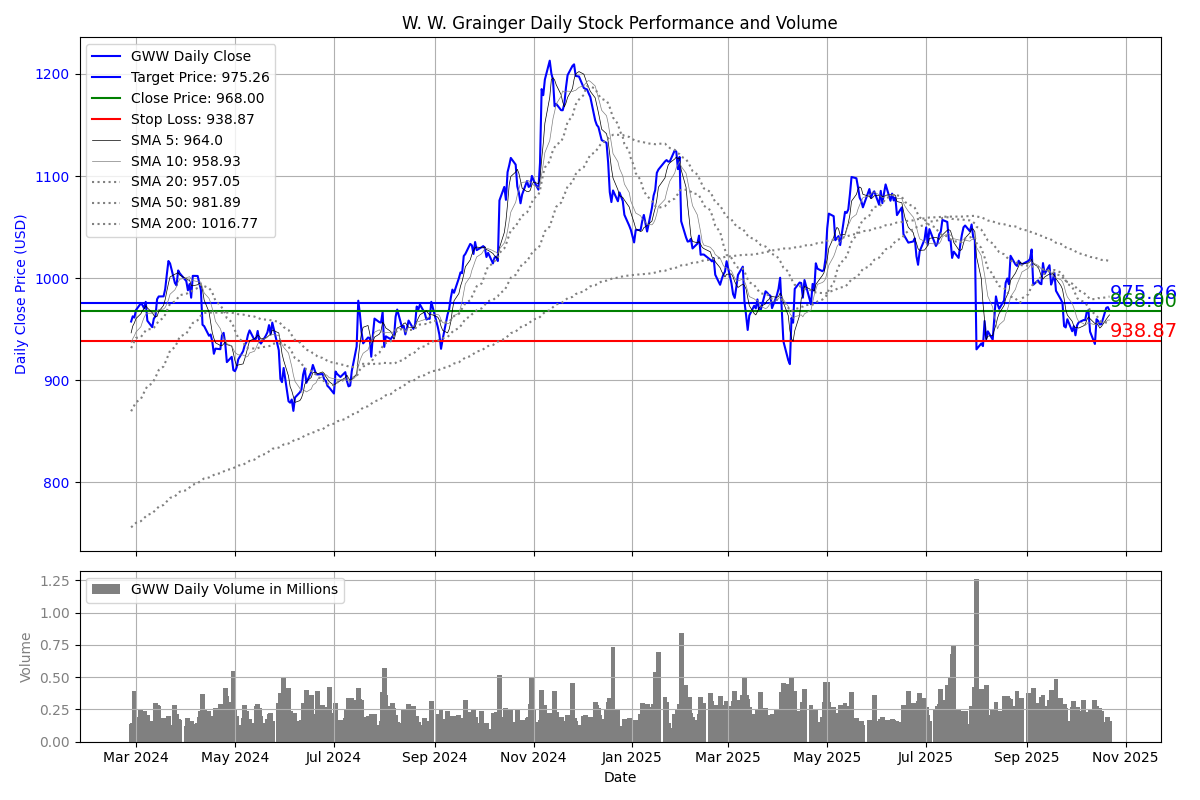 W. W. Grainger Daily Stock Performance and Volume
GWW Daily Close
Target Price: 975.26
Close Price: 968.00
Stop Loss: 938.87
SMA 5: 964.0
SMA 10: 958.93
SMA 20: 957.05
SMA 50: 981.89
SMA 200: 1016.77
Daily Close Price (USD)
1200
1100
1000
900
800
975.26
968.00
938.87
GWW Daily Volume in Millions
Volume
1.25
1.00
0.75
0.50
0.25
0.00
Mar 2024 May 2024 Jul 2024 Sep 2024 Nov 2024 Jan 2025 Mar 2025 May 2025 Jul 2025 Sep 2025 Nov 2025
Date